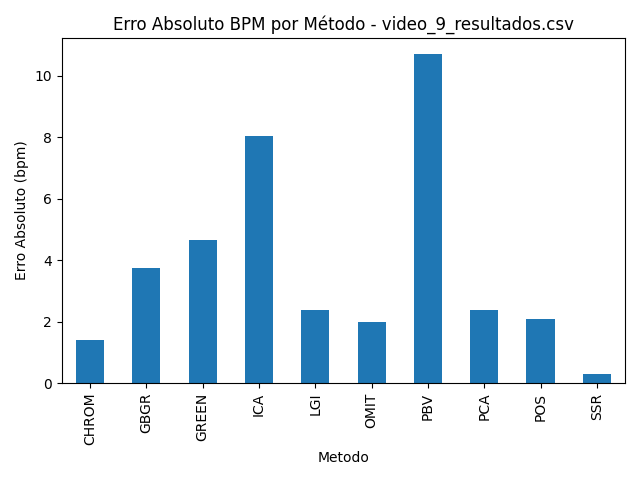 Erro Absoluto BPM por Método - video_9_resultados.csv
Erro Absoluto (bpm)
10
8
6
4
2
0
CHROM
GBGR
GREEN
ICA
LGI
OMIT
PBV
PCA
POS
SSR
Metodo